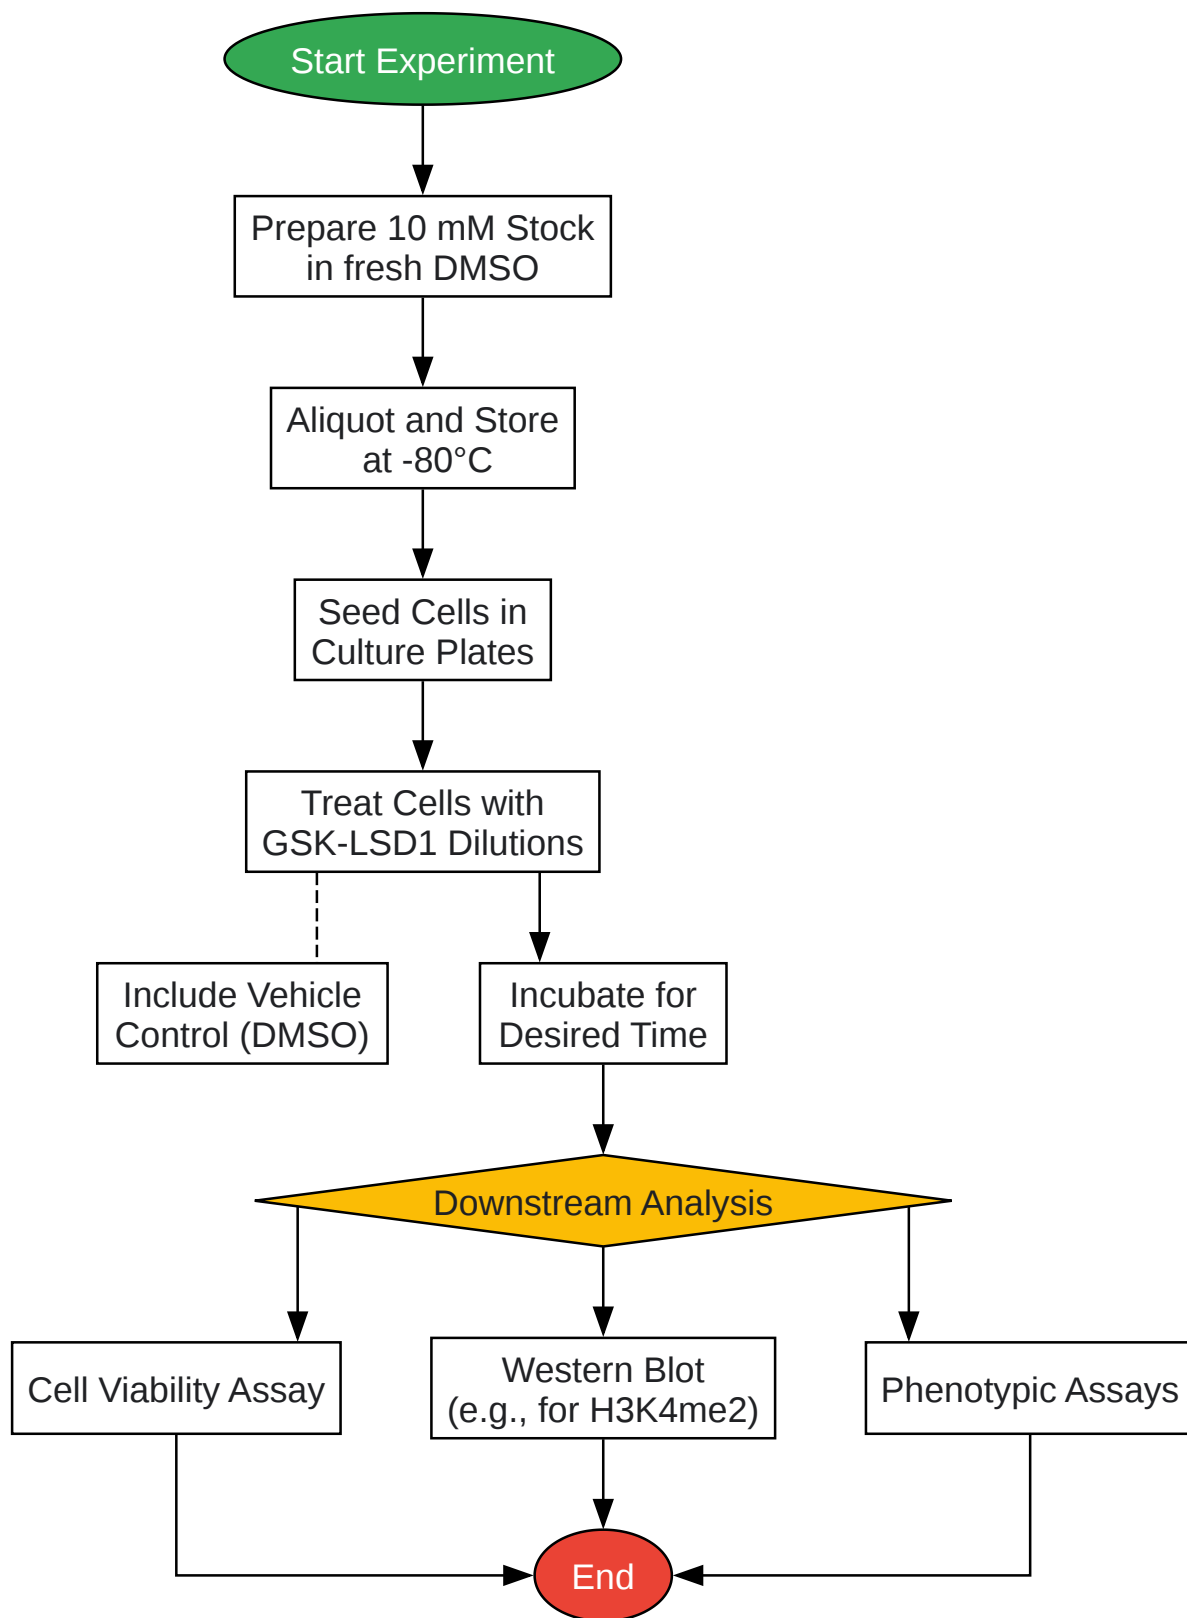 Start Experiment
Prepare 10 mM Stock
in fresh DMSO
Aliquot and Store
at -80°C
Seed Cells in
Culture Plates
Treat Cells with
GSK-LSD1 Dilutions
Include Vehicle
Control (DMSO)
Incubate for
Desired Time
Downstream Analysis
Cell Viability Assay
Western Blot
(e.g., for H3K4me2)
Phenotypic Assays
End